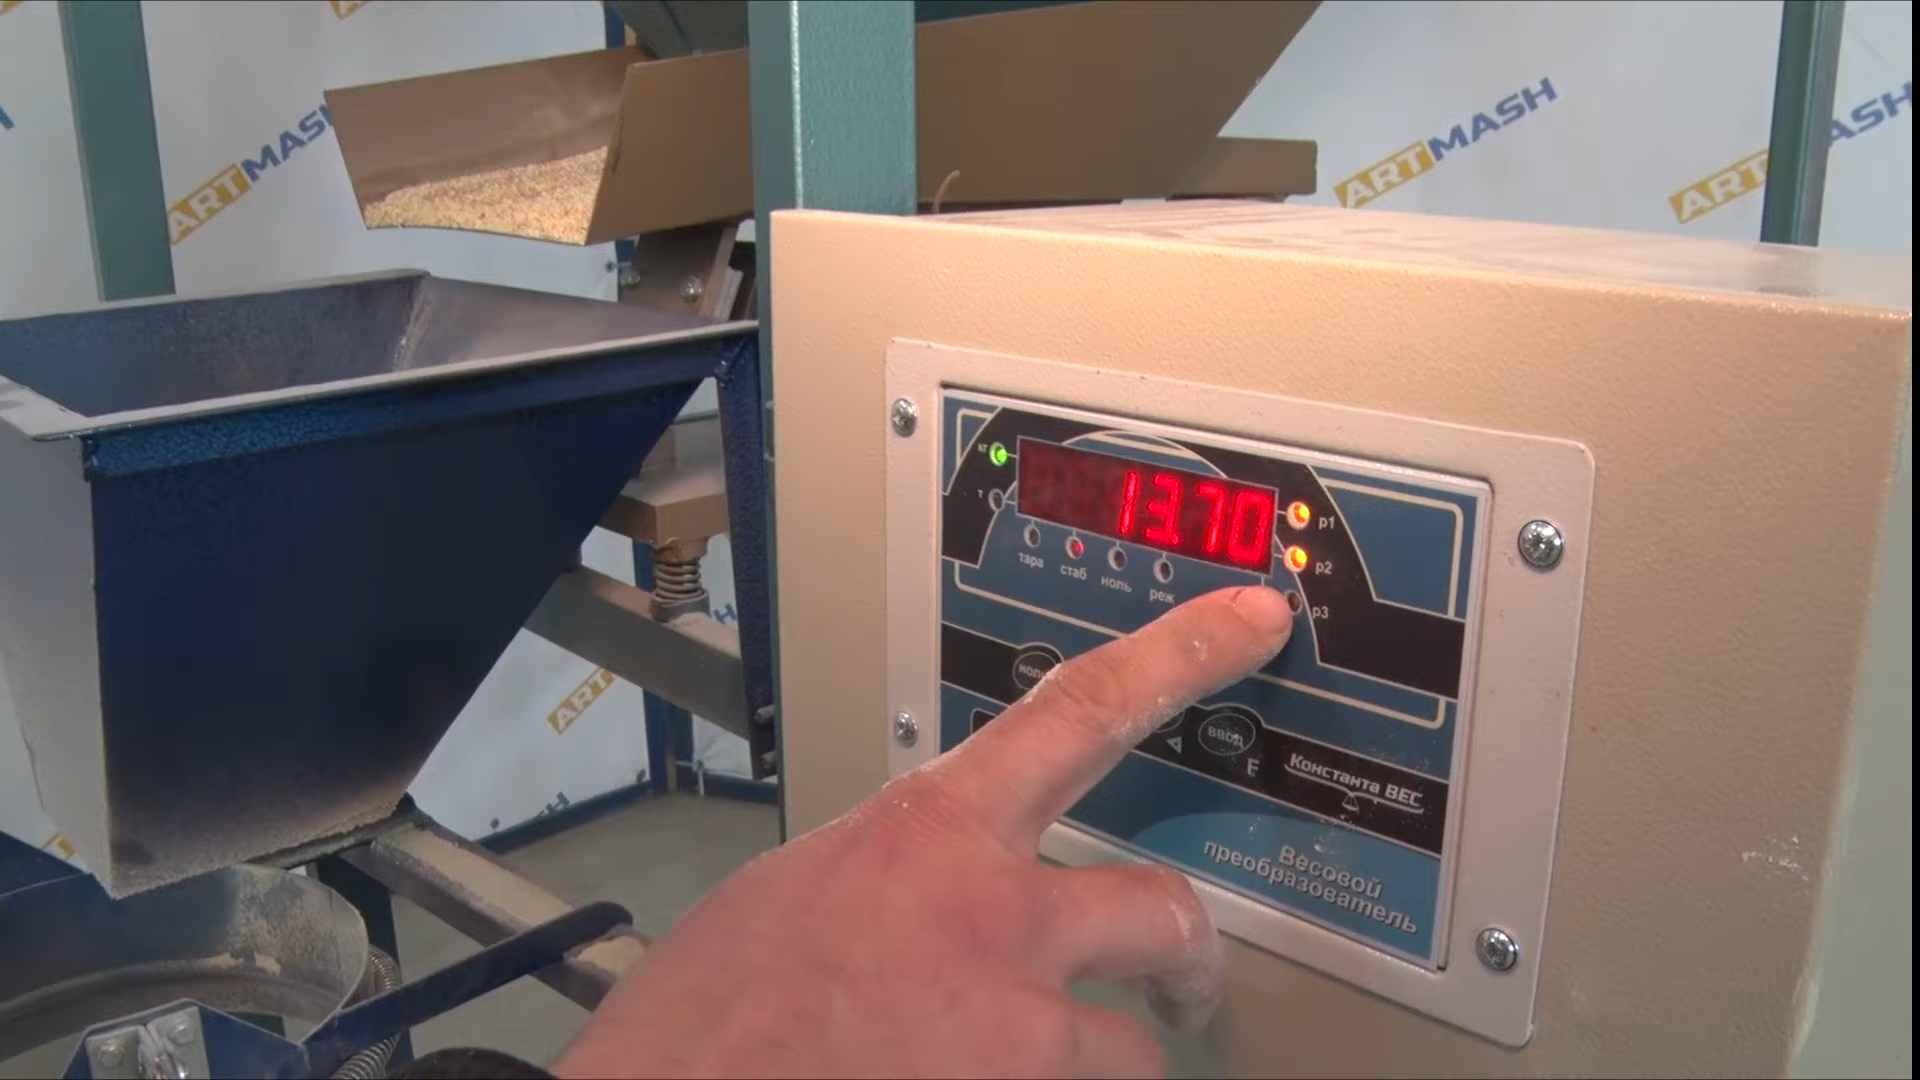 ARTMASH
ARTMASH
ARTMASH
ARTMASH
кг
т
13.70
р1
р2
р3
тара
стаб
ноль
реж
ввод
F
Константа ВЕС
Весовой
преобразователь